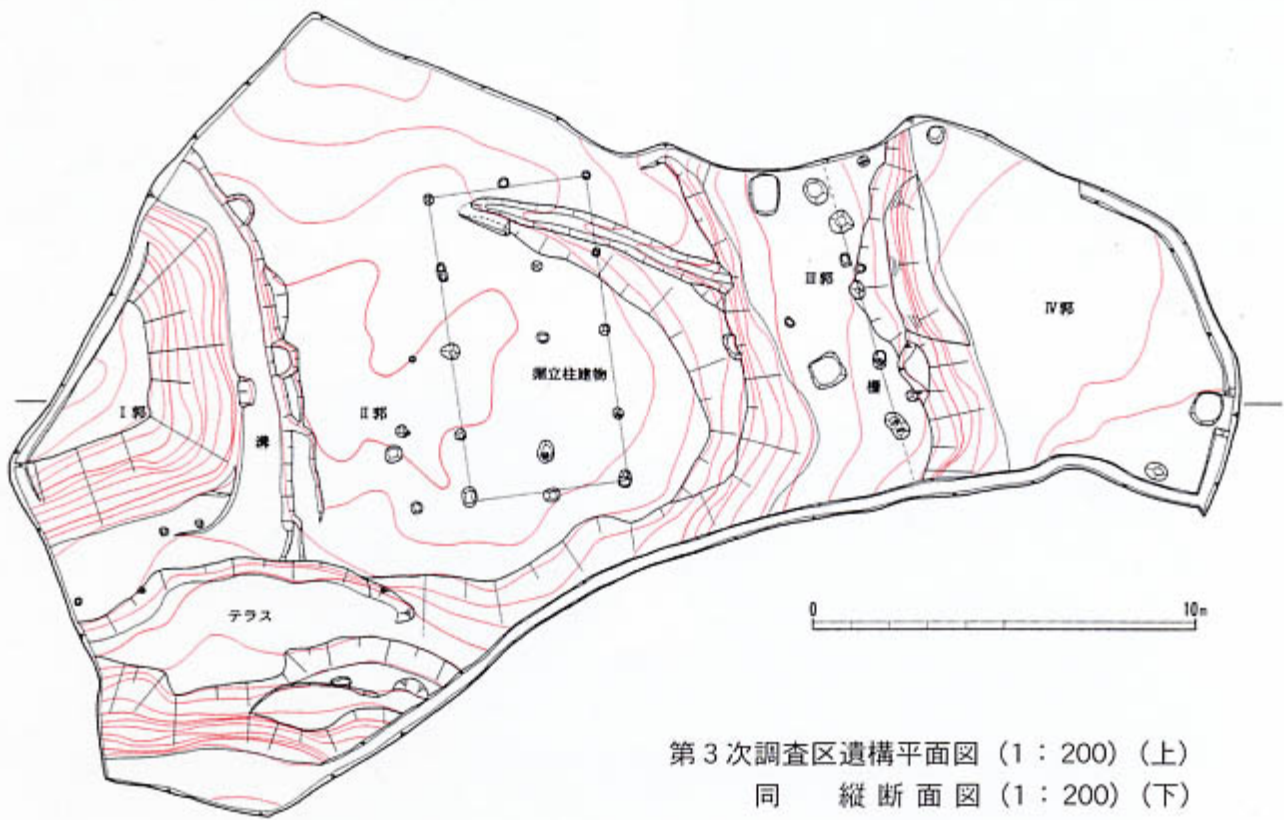 Ⅰ郭
溝
Ⅱ郭
掘立柱建物
Ⅲ郭
柵
Ⅳ郭
テラス
0 10m
第3次調査区遺構平面図（1：200）（上）
同 縦断面図（1：200）（下）